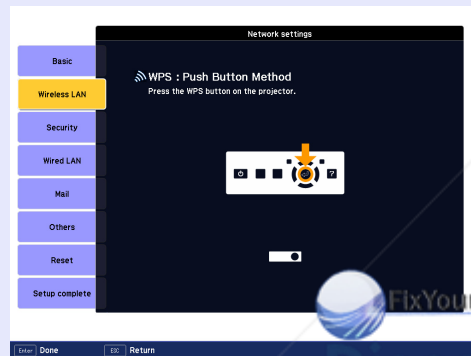 Network settings
Basic
Wireless LAN
Security
Wired LAN
Mail
Others
Reset
Setup complete
WPS : Push Button Method
Press the WPS button on the projector.
?
FixYour
Enter Done
ESC Return